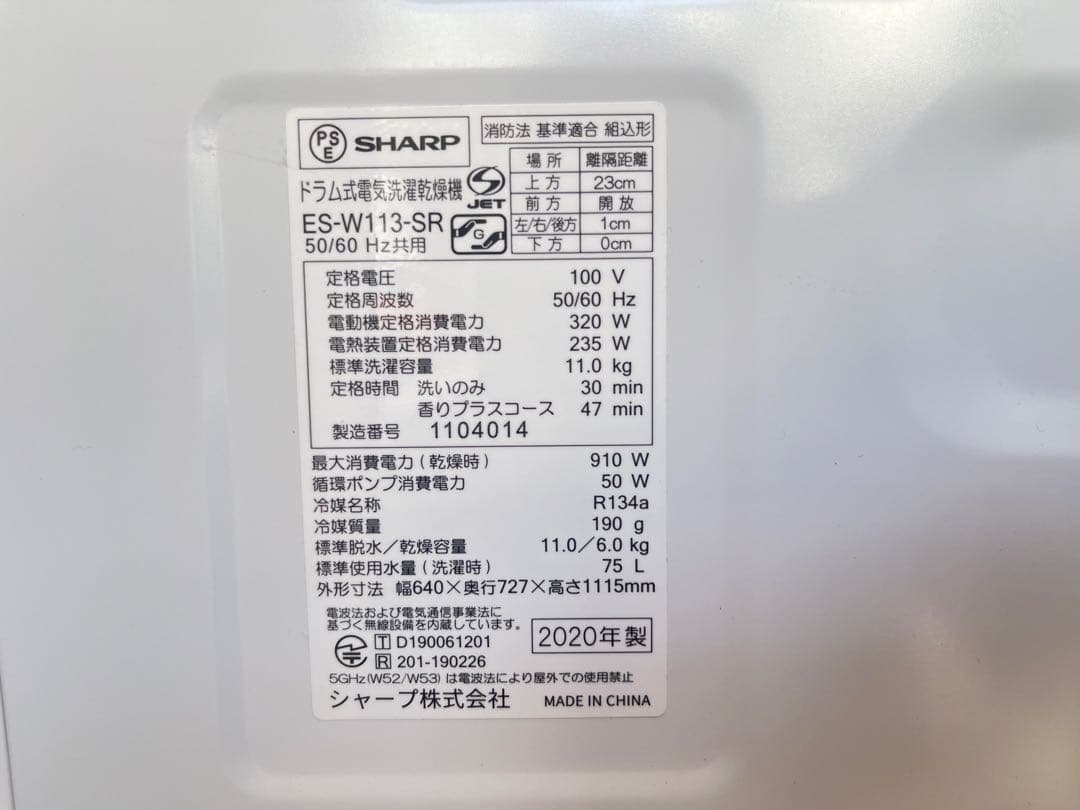 PSE SHARP
消防法 基準適合 組込形
ドラム式電気洗濯乾燥機
JET
ES-W113-SR
G
50/60 Hz共用
場所 離隔距離
上方 23cm
前方 開放
左/右/後方 1cm
下方 0cm
定格電圧 100 V
定格周波数 50/60 Hz
電動機定格消費電力 320 W
電熱装置定格消費電力 235 W
標準洗濯容量 11.0 kg
定格時間 洗いのみ 30 min
香りプラスコース 47 min
製造番号 1104014
最大消費電力(乾燥時) 910 W
循環ポンプ消費電力 50 W
冷媒名称 R134a
冷媒質量 190 g
標準脱水/乾燥容量 11.0/6.0 kg
標準使用水量(洗濯時) 75 L
外形寸法 幅640×奥行727×高さ1115mm
電波法および電気通信事業法に
基づく無線設備を内蔵しています。
T D190061201
R 201-190226
2020年製
5GHz(W52/W53)は電波法により屋外での使用禁止
シャープ株式会社 MADE IN CHINA